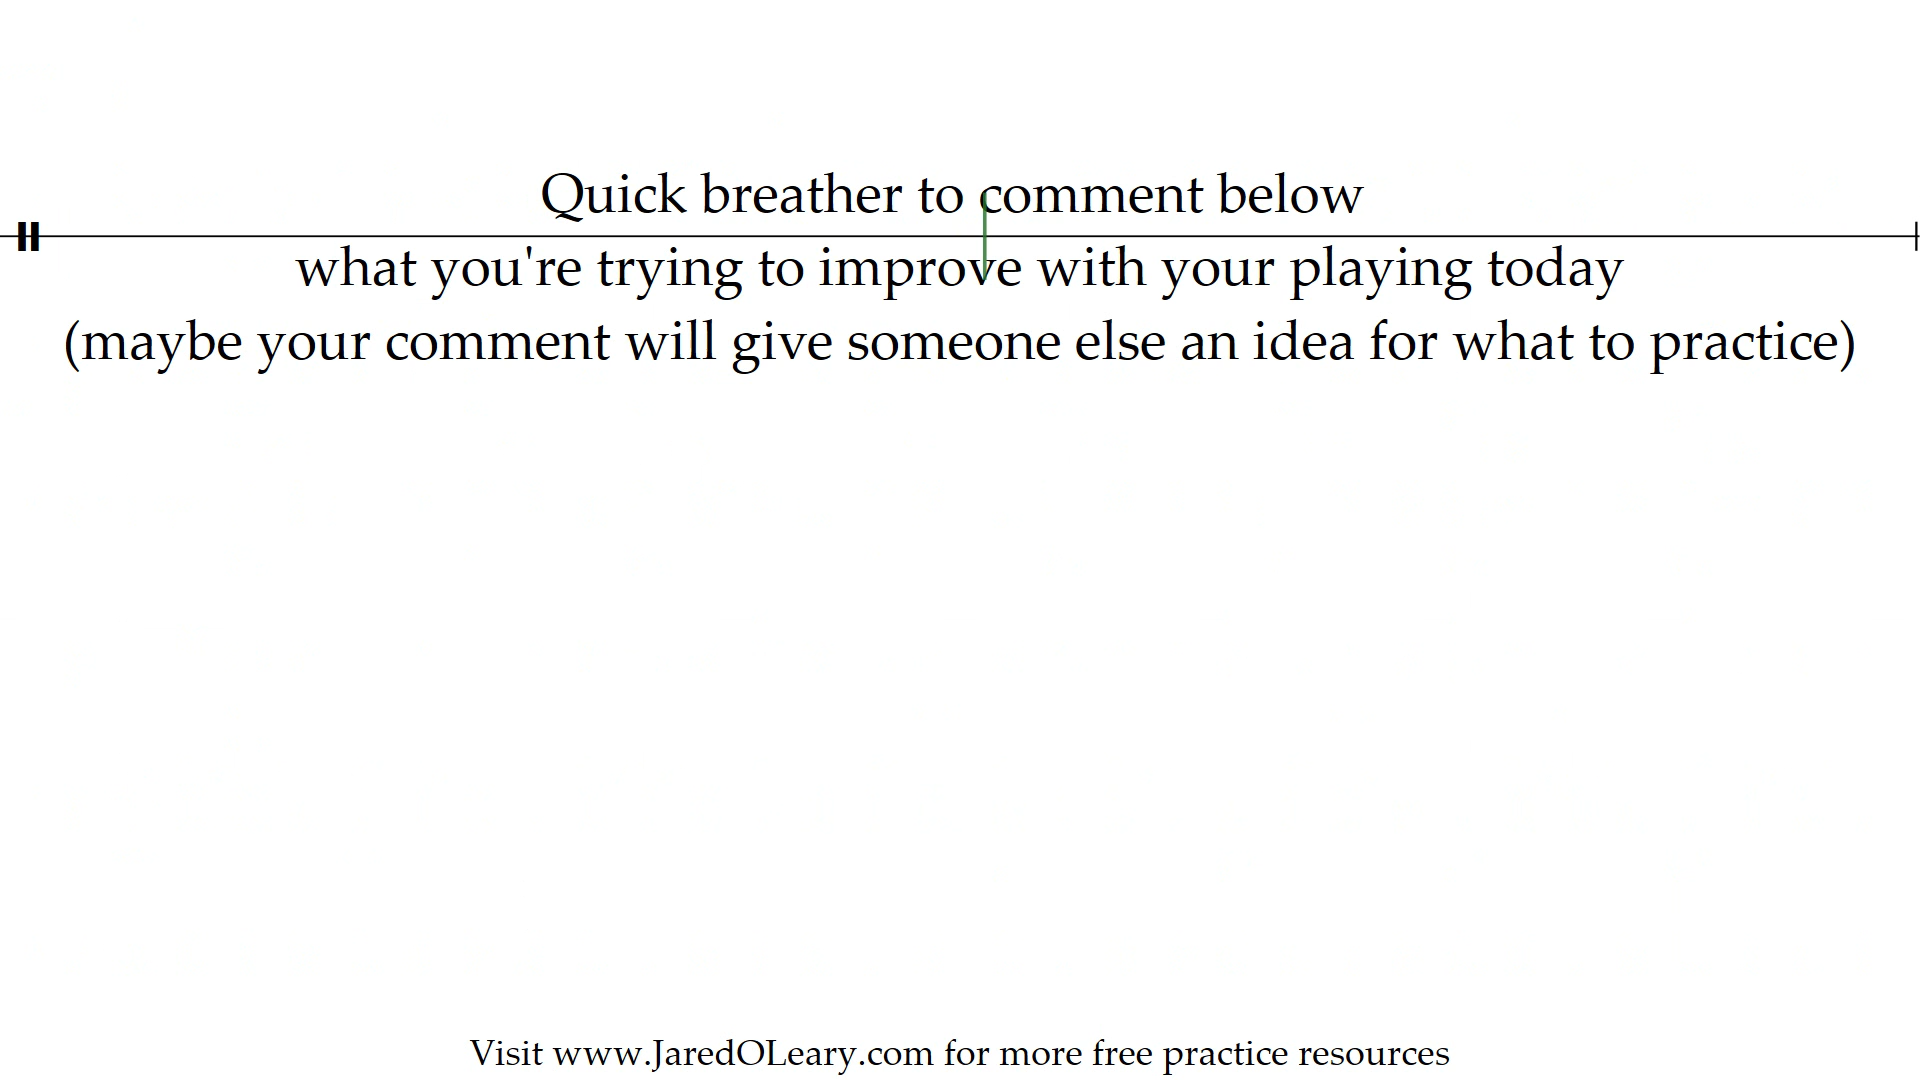 Quick breather to comment below
what you're trying to improve with your playing today
(maybe your comment will give someone else an idea for what to practice)
Visit www.JaredOLeary.com for more free practice resources